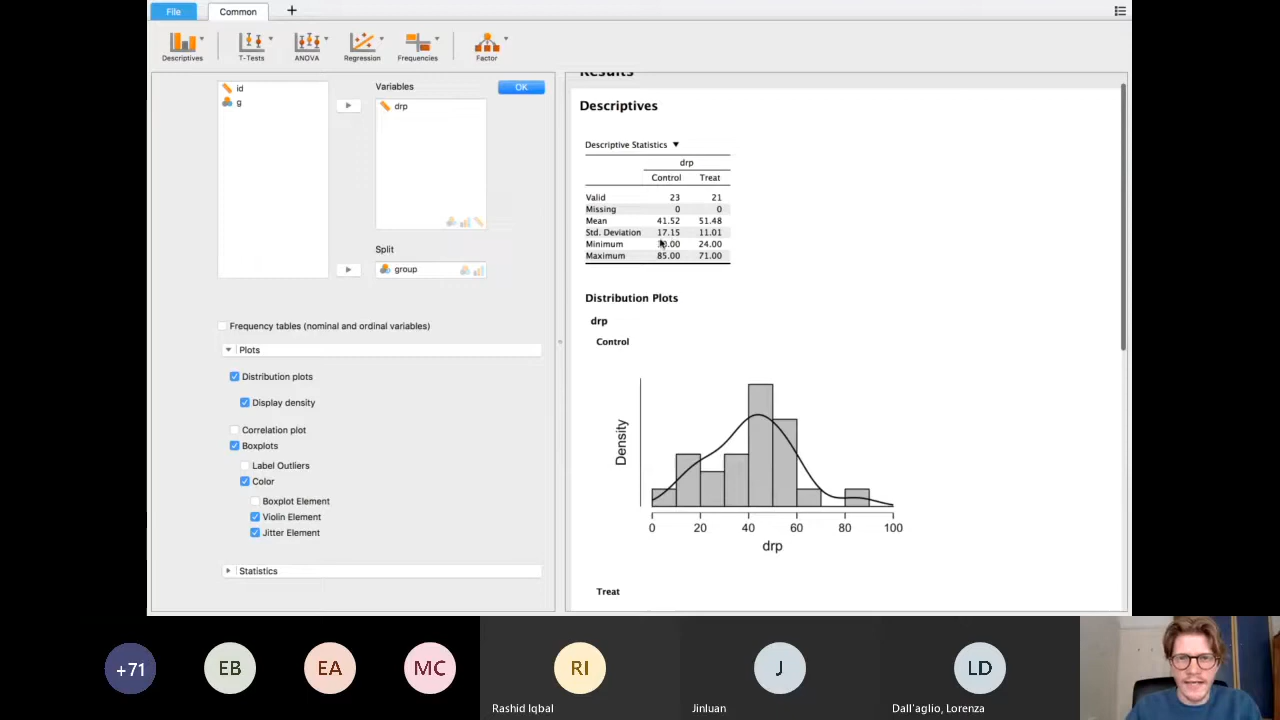 File
Common
+
Descriptives
T-Tests
ANOVA
Regression
Frequencies
Factor
id
g
Variables
OK
drp
Split
group
Frequency tables (nominal and ordinal variables)
Plots
Distribution plots
Display density
Correlation plot
Boxplots
Label Outliers
Color
Boxplot Element
Violin Element
Jitter Element
Statistics
Results
Descriptives
Descriptive Statistics
drp
Control Treat
Valid 23 21
Missing 0 0
Mean 41.52 51.48
Std. Deviation 17.15 11.01
Minimum 24.00
Maximum 85.00 71.00
Distribution Plots
drp
Control
Density
0 20 40 60 80 100
drp
Treat
+71
EB
EA
MC
RI
J
LD
Rashid Iqbal
Jinluan
Dall'aglio, Lorenza